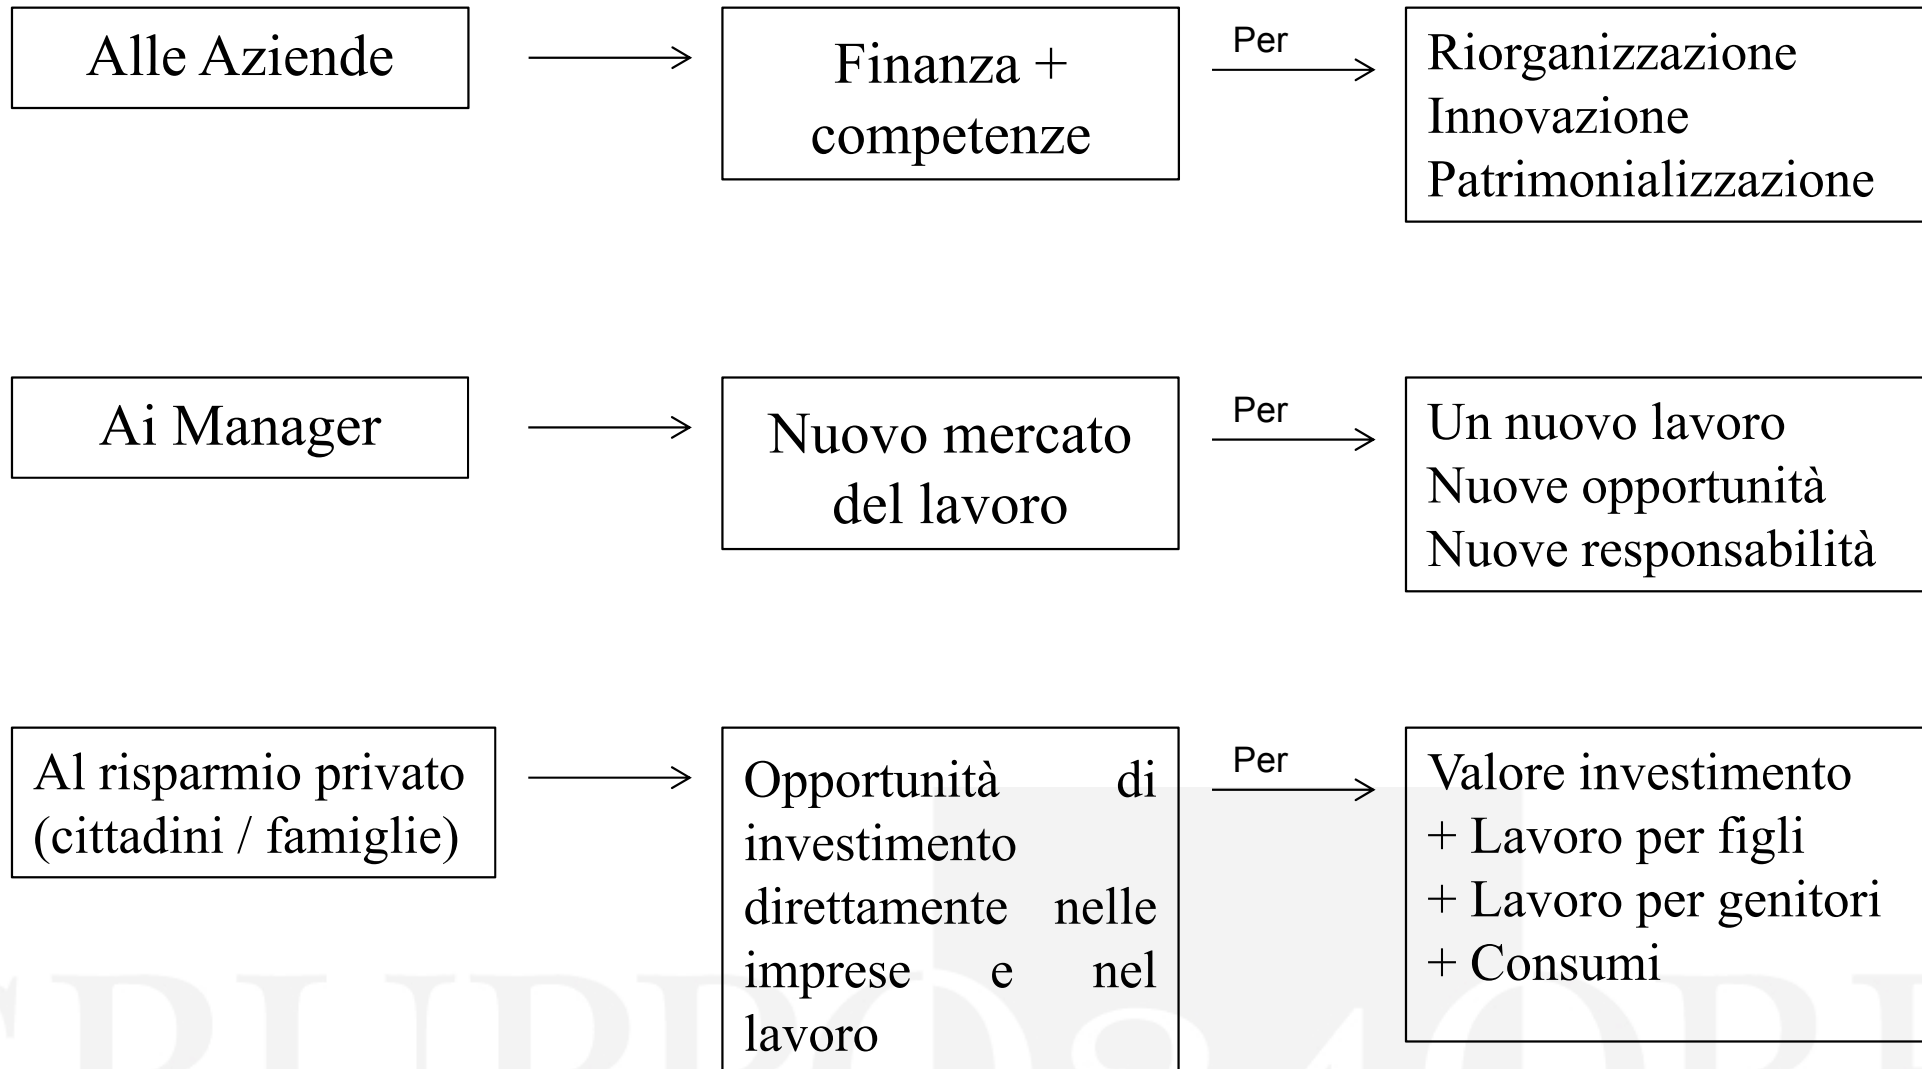 Alle Aziende
Finanza +
competenze
Per
Riorganizzazione
Innovazione
Patrimonializzazione
Ai Manager
Nuovo mercato
del lavoro
Per
Un nuovo lavoro
Nuove opportunità
Nuove responsabilità
Al risparmio privato
(cittadini / famiglie)
Opportunità di
investimento
direttamente nelle
imprese e nel
lavoro
Per
Valore investimento
+ Lavoro per figli
+ Lavoro per genitori
+ Consumi